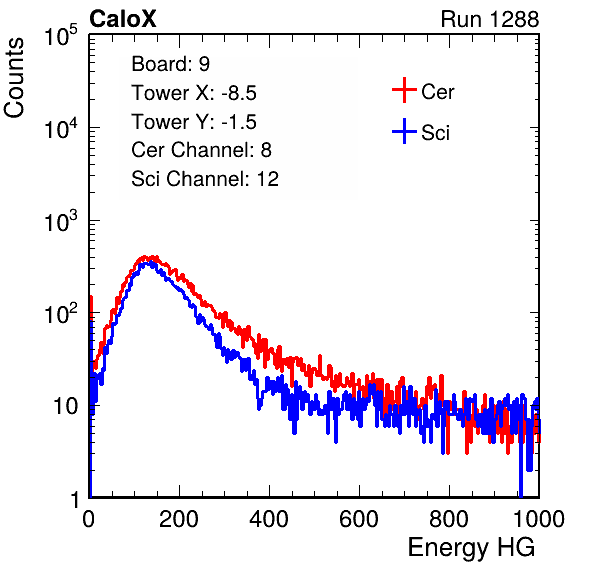 CaloX Run 1288
Counts
10^5
10^4
10^3
10^2
10
1
Board: 9
Tower X: -8.5
Tower Y: -1.5
Cer Channel: 8
Sci Channel: 12
Cer
Sci
0 200 400 600 800 1000
Energy HG